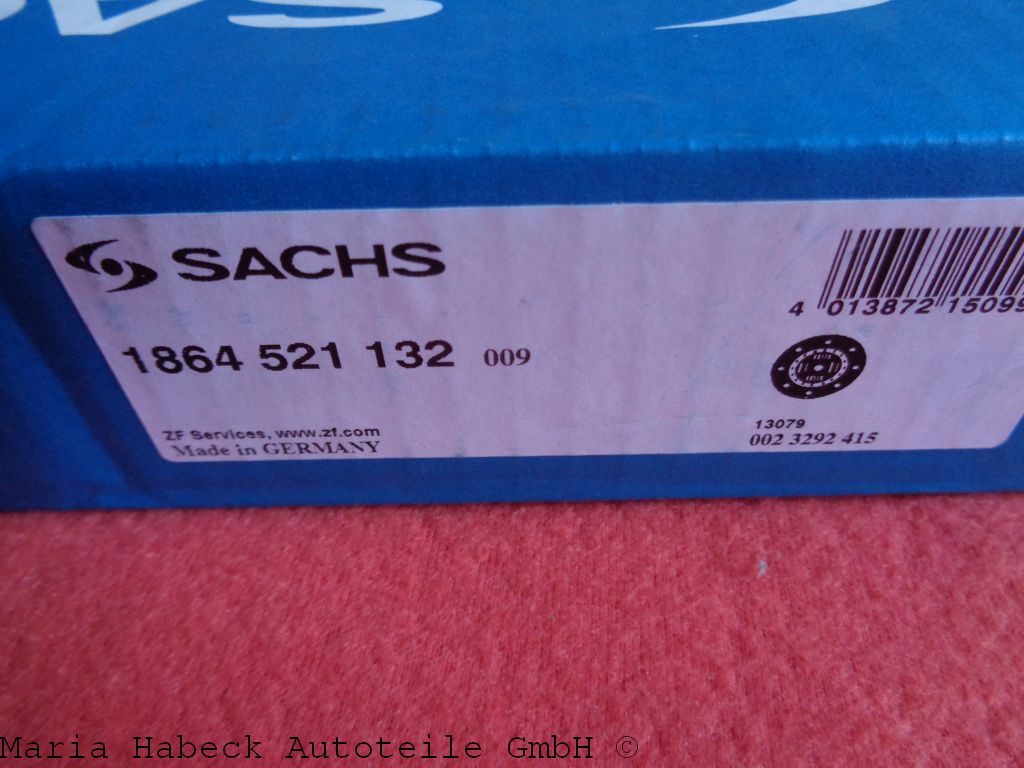 SACHS
4 013872 15099
1864 521 132 009
13079
ZF Services, www.zf.com
002 3292 415
Made in GERMANY
Maria Habeck Autoteile GmbH ©